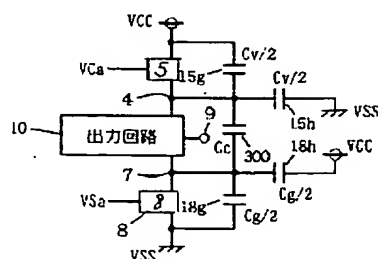 VCC
VCa
5
15g
Cv/2
Cv/2
4
15h
VSS
9
10
出力回路
Cc
300
18h
VCC
7
VSa
8
8
18g
Cg/2
Cg/2
VSS